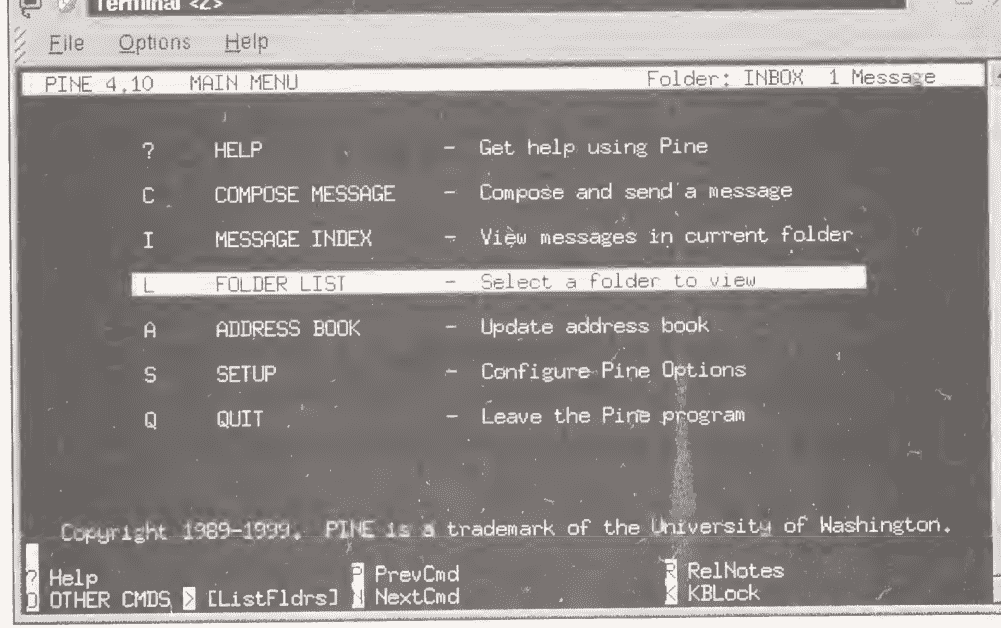 Terminal <2>
File Options Help
PINE 4.10 MAIN MENU Folder: INBOX 1 Message
? HELP - Get help using Pine
C COMPOSE MESSAGE - Compose and send a message
I MESSAGE INDEX - View messages in current folder
L FOLDER LIST - Select a folder to view
A ADDRESS BOOK - Update address book
S SETUP - Configure Pine Options
Q QUIT - Leave the Pine program
Copyright 1989-1999. PINE is a trademark of the University of Washington.
? Help P PrevCmd R RelNotes
O OTHER CMDS > [ListFldrs] N NextCmd K KBLock